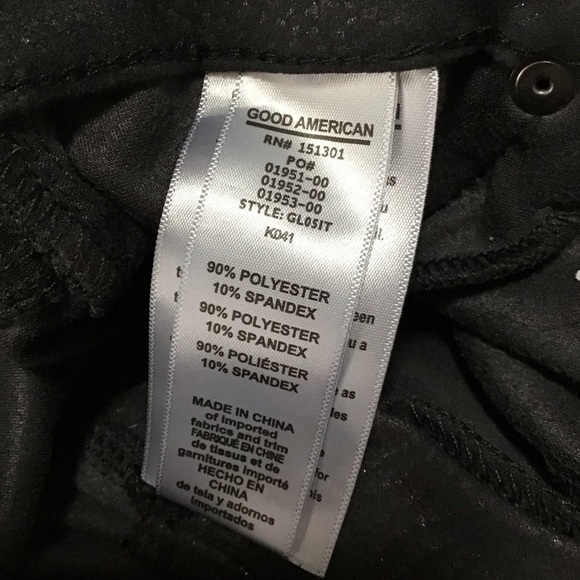 GOOD AMERICAN
RN# 151301
PO#
01951-00
01952-00
01953-00
STYLE: GL05IT
K041
90% POLYESTER
10% SPANDEX
90% POLYESTER
10% SPANDEX
90% POLIÉSTER
10% SPANDEX
MADE IN CHINA
of imported
fabrics and trim
FABRIQUÉ EN CHINE
de tissus et de
garnitures importé
HECHO EN
CHINA
de tela y adornos
importados